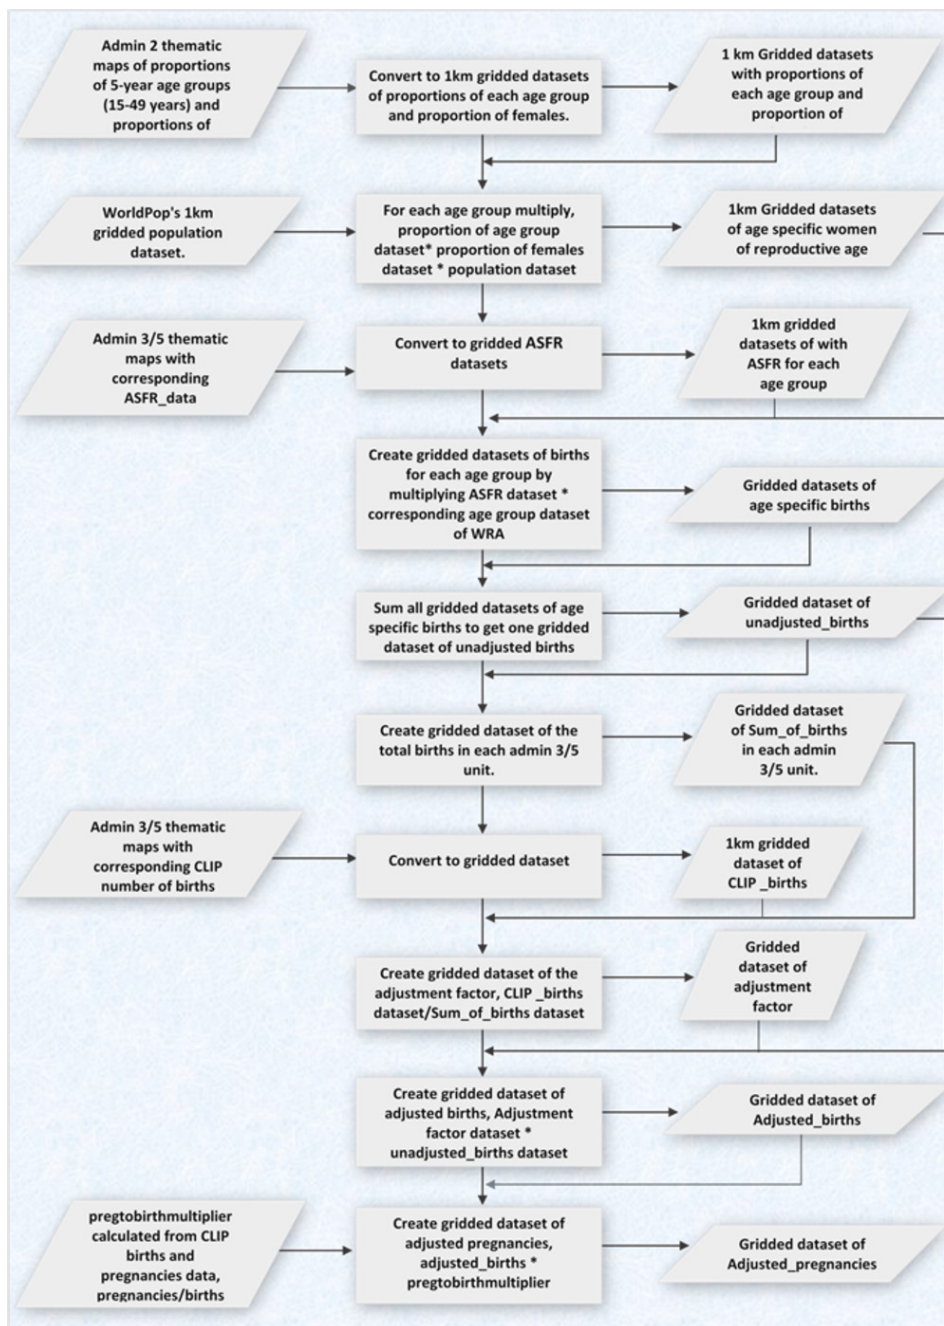 Admin 2 thematic
maps of proportions
of 5-year age groups
(15-49 years) and
proportions of
Convert to 1km gridded datasets
of proportions of each age group
and proportion of females.
1 km Gridded datasets
with proportions of
each age group and
proportion of
WorldPop's 1km
gridded population
dataset.
For each age group multiply,
proportion of age group
dataset* proportion of females
dataset * population dataset
1km Gridded datasets
of age specific women
of reproductive age
Admin 3/5 thematic
maps with
corresponding
ASFR_data
Convert to gridded ASFR
datasets
1km gridded
datasets of with
ASFR for each
age group
Create gridded datasets of births
for each age group by
multiplying ASFR dataset *
corresponding age group dataset
of WRA
Gridded datasets of
age specific births
Sum all gridded datasets of age
specific births to get one gridded
dataset of unadjusted births
Gridded dataset of
unadjusted_births
Create gridded dataset of the
total births in each admin 3/5
unit.
Gridded dataset
of Sum_of_births
in each admin
3/5 unit.
Admin 3/5 thematic
maps with
corresponding CLIP
number of births
Convert to gridded dataset
1km gridded
dataset of
CLIP _births
Create gridded dataset of the
adjustment factor, CLIP _births
dataset/Sum_of_births dataset
Gridded
dataset of
adjustment
factor
Create gridded dataset of
adjusted births, Adjustment
factor dataset *
unadjusted_births dataset
Gridded dataset of
Adjusted_births
pregtobirthmultiplier
calculated from CLIP
births and
pregnancies data,
pregnancies/births
Create gridded dataset of
adjusted pregnancies,
adjusted_births *
pregtobirthmultiplier
Gridded dataset of
Adjusted_pregnancies